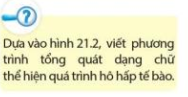 Dựa vào hình 21.2, viết phương
trình tổng quát dạng chữ
thể hiện quá trình hô hấp tế bào.